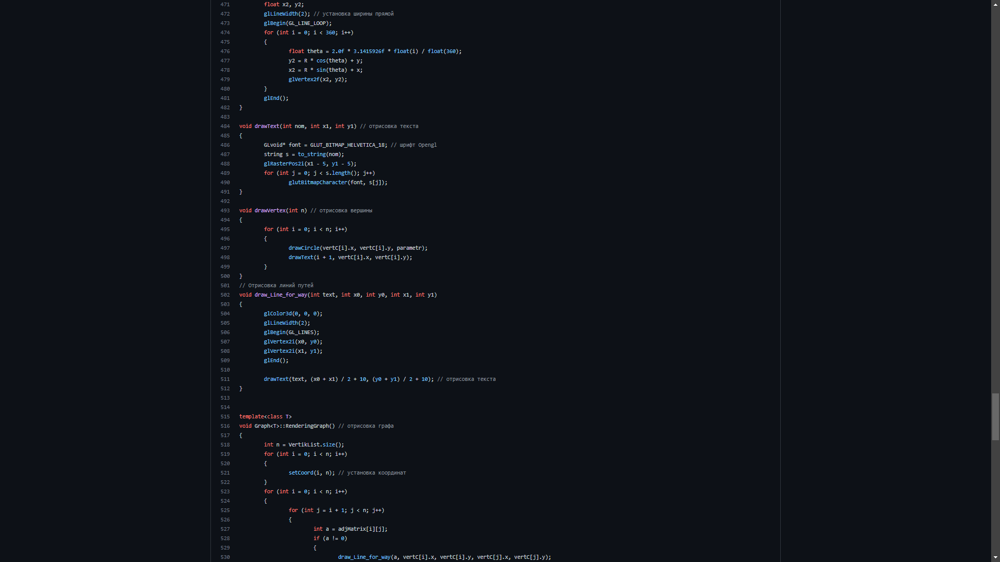 471 float x2, y2;
472 glLineWidth(2); // установка ширины прямой
473 glBegin(GL_LINE_LOOP);
474 for (int i = 0; i < 360; i++)
475 {
476 float theta = 2.0f * 3.1415926f * float(i) / float(360);
477 y2 = R * cos(theta) + y;
478 x2 = R * sin(theta) + x;
479 glVertex2f(x2, y2);
480 }
481 glEnd();
482 }
483
484 void drawText(int nom, int x1, int y1) // отрисовка текста
485 {
486 GLvoid* font = GLUT_BITMAP_HELVETICA_18; // шрифт Opengl
487 string s = to_string(nom);
488 glRasterPos2i(x1 - 5, y1 - 5);
489 for (int j = 0; j < s.length(); j++)
490 glutBitmapCharacter(font, s[j]);
491 }
492
493 void drawVertex(int n) // отрисовка вершины
494 {
495 for (int i = 0; i < n; i++)
496 {
497 drawCircle(vertC[i].x, vertC[i].y, parametr);
498 drawText(i + 1, vertC[i].x, vertC[i].y);
499 }
500 }
501 // Отрисовка линий путей
502 void draw_Line_for_way(int text, int x0, int y0, int x1, int y1)
503 {
504 glColor3d(0, 0, 0);
505 glLineWidth(2);
506 glBegin(GL_LINES);
507 glVertex2i(x0, y0);
508 glVertex2i(x1, y1);
509 glEnd();
510
511 drawText(text, (x0 + x1) / 2 + 10, (y0 + y1) / 2 + 10); // отрисовка текста
512 }
513
514
515 template<class T>
516 void Graph<T>::RenderingGraph() // отрисовка графа
517 {
518 int n = VertikList.size();
519 for (int i = 0; i < n; i++)
520 {
521 setCoord(i, n); // установка координат
522 }
523 for (int i = 0; i < n; i++)
524 {
525 for (int j = i + 1; j < n; j++)
526 {
527 int a = adjMatrix[i][j];
528 if (a != 0)
529 {
530 draw_Line_for_way(a, vertC[i].x, vertC[i].y, vertC[j].x, vertC[j].y);